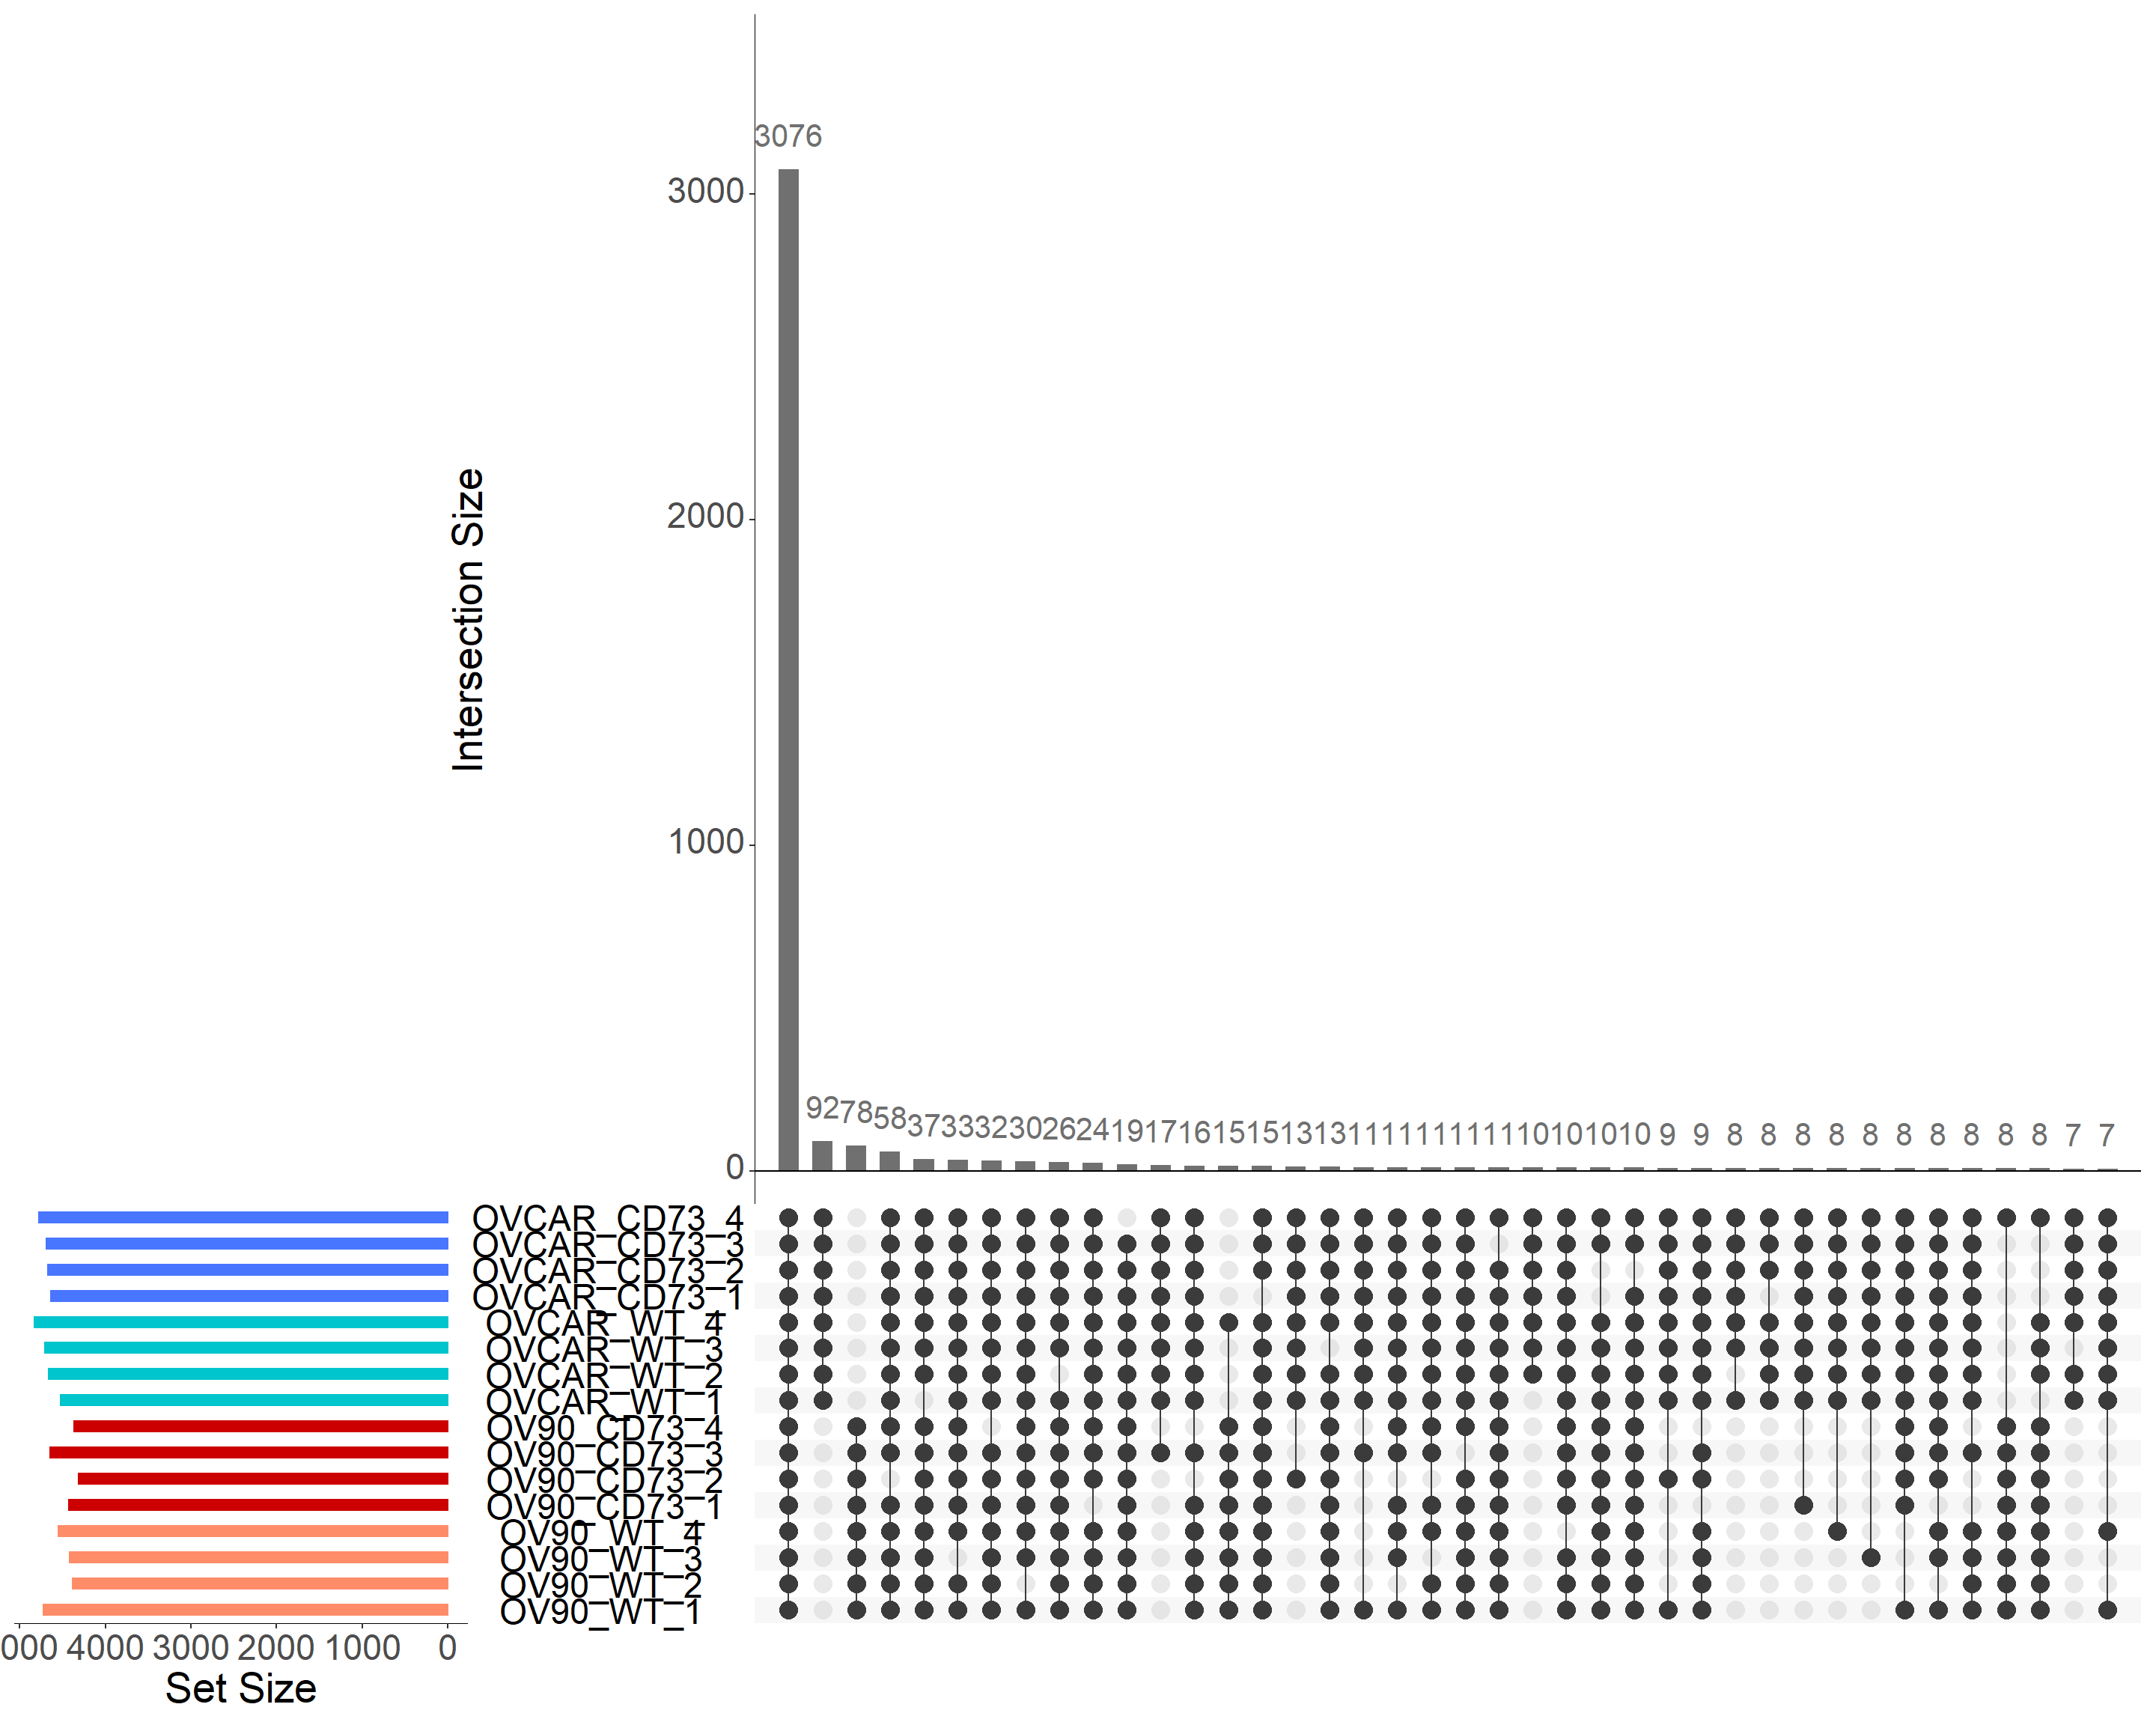 3076
3000
2000
1000
0
Intersection Size
92 78 58 37 33 32 30 26 24 19 17 16 15 15 13 13 11 11 11 11 11 10 10 10 10 9 9 8 8 8 8 8 8 8 8 8 8 7 7
OVCAR_CD73_4
OVCAR_CD73_3
OVCAR_CD73_2
OVCAR_CD73_1
OVCAR_WT_4
OVCAR_WT_3
OVCAR_WT_2
OVCAR_WT_1
OV90_CD73_4
OV90_CD73_3
OV90_CD73_2
OV90_CD73_1
OV90_WT_4
OV90_WT_3
OV90_WT_2
OV90_WT_1
000 4000 3000 2000 1000 0
Set Size